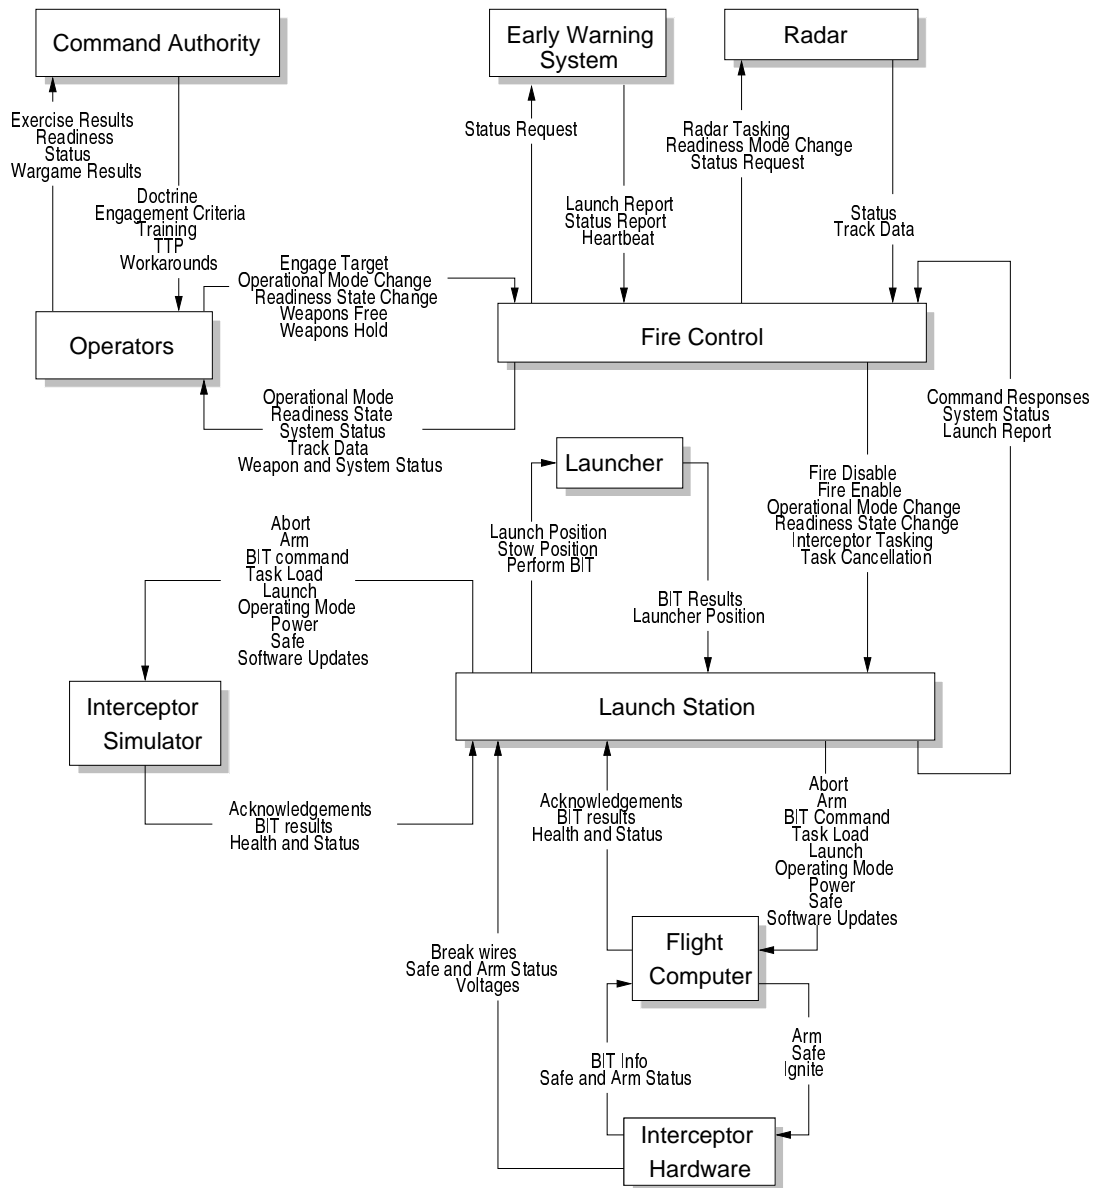 Command Authority
Early Warning
System
Radar
Exercise Results
Readiness
Status
Wargame Results
Status Request
Radar Tasking
Readiness Mode Change
Status Request
Doctrine
Engagement Criteria
Training
TTP
Workarounds
Launch Report
Status Report
Heartbeat
Status
Track Data
Engage Target
Operational Mode Change
Readiness State Change
Weapons Free
Weapons Hold
Operators
Fire Control
Operational Mode
Readiness State
System Status
Track Data
Weapon and System Status
Command Responses
System Status
Launch Report
Launcher
Fire Disable
Fire Enable
Operational Mode Change
Readiness State Change
Interceptor Tasking
Task Cancellation
Launch Position
Stow Position
Perform BIT
Abort
Arm
BIT command
Task Load
Launch
Operating Mode
Power
Safe
Software Updates
BIT Results
Launcher Position
Interceptor
Simulator
Launch Station
Acknowledgements
BIT results
Health and Status
Acknowledgements
BIT results
Health and Status
Abort
Arm
BIT Command
Task Load
Launch
Operating Mode
Power
Safe
Software Updates
Break wires
Safe and Arm Status
Voltages
Flight
Computer
BIT Info
Safe and Arm Status
Arm
Safe
Ignite
Interceptor
Hardware